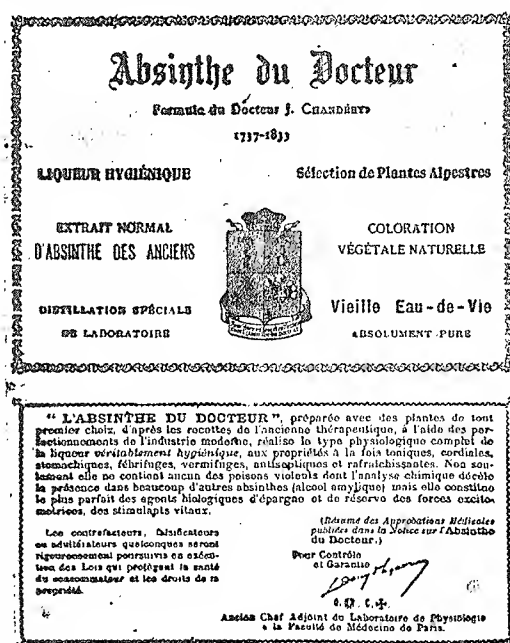 Absinthe du Docteur
Formule du Docteur J.
1737-1833
LIQUEUR HYGIÉNIQUE
Sélection de Plantes Alpestres
EXTRAIT NORMAL
D'ABSINTHE DES ANCIENS
COLORATION
VÉGÉTALE NATURELLE
DISTILLATION SPÉCIALE
DE LABORATOIRE
Vieille Eau-de-Vie
ABSOLUMENT PURE
“ L'ABSINTHE DU DOCTEUR ”, préparée avec des plantes de tout
premier choix, d'après les recettes de l'ancienne thérapeutique, à l'aide des per-
fectionnements de l'industrie moderne, réalise le type physiologique complet de
la liqueur véritablement hygiénique, aux propriétés à la fois toniques, cordiales,
stomachiques, fébrifuges, vermifuges, antiseptiques et rafraichissantes. Non seu-
lement elle ne contient aucun des poisons violents dont l'analyse chimique décèle
la présence dans beaucoup d'autres absinthes (alcool amylique) mais elle constitue
le plus parfait des agents biologiques d'épargne et de réserve des forces excito
motrices, des stimulants vitaux.
(Résumé des Approbations Médicales
publiées dans la Notice sur l'Absinthe
du Docteur.)
Les contrefacteurs, falsificateurs
ou adultérateurs quelconques seront
rigoureusement poursuivis en exécu-
tion des Lois qui protègent la santé
du consommateur et les droits de la
propriété.
Pour Contrôle
et Garantie
Ancien Chef Adjoint du Laboratoire de Physiologie
à la Faculté de Médecine de Paris.